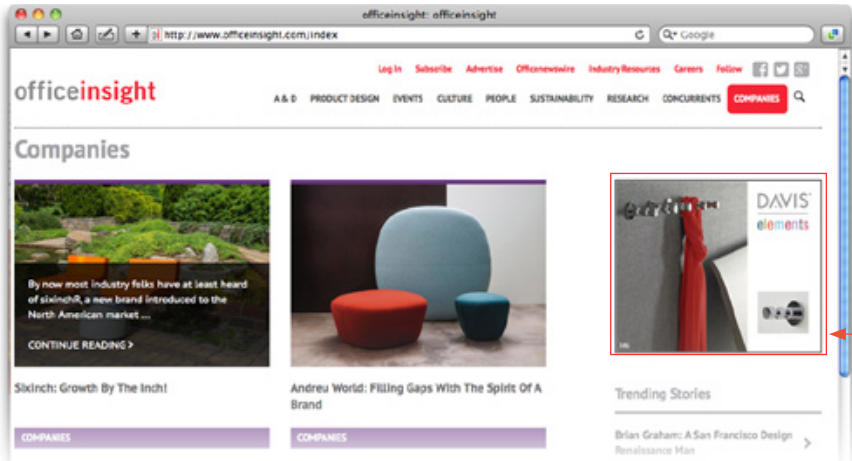 officeinsight: officeinsight
http://www.officeinsight.com/index
Google
Log In Subscribe Advertise Officenewswire Industry Resources Careers Follow
officeinsight
A & D PRODUCT DESIGN EVENTS CULTURE PEOPLE SUSTAINABILITY RESEARCH CONCURRENTS COMPANIES
Companies
By now most industry folks have at least heard
of sixinchR, a new brand introduced to the
North American market ...
CONTINUE READING >
DAVIS
elements
Sixinch: Growth By The Inch!
Andreu World: Filling Gaps With The Spirit Of A
Brand
COMPANIES
COMPANIES
Trending Stories
Brian Graham: A San Francisco Design
Renaissance Man